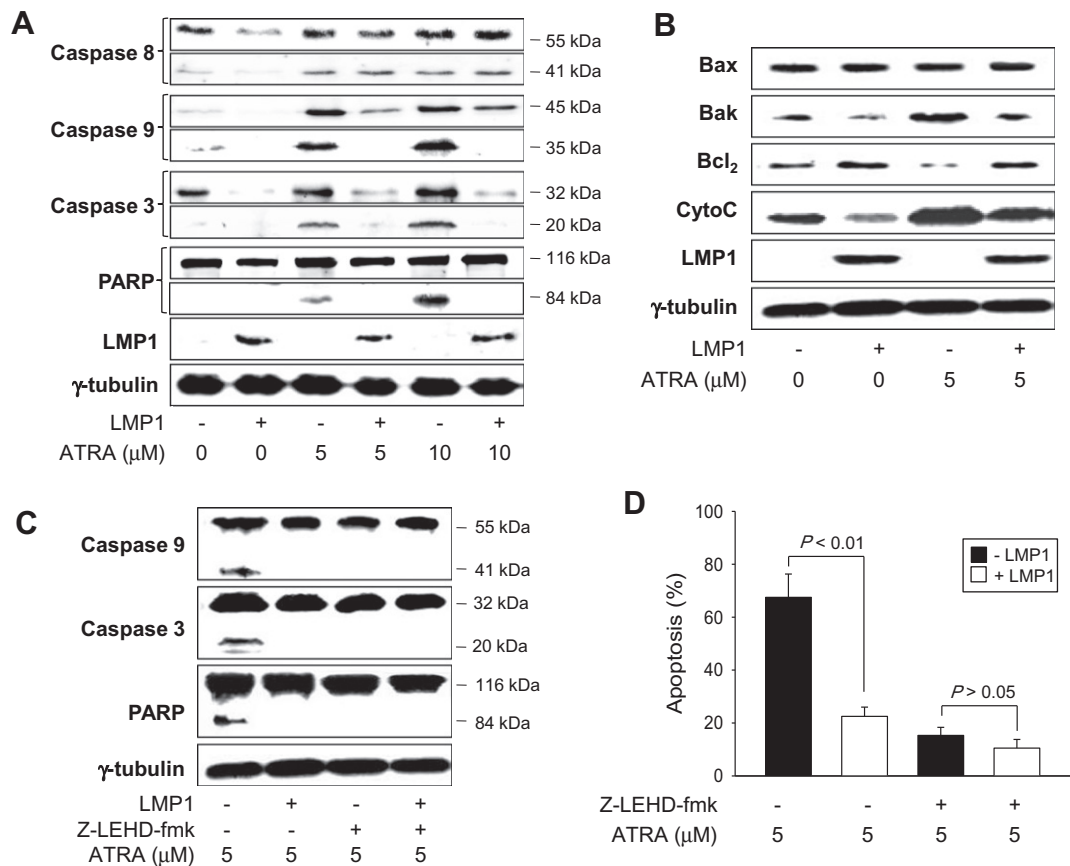 A
Caspase 8
– 55 kDa
– 41 kDa
Caspase 9
– 45 kDa
– 35 kDa
Caspase 3
– 32 kDa
– 20 kDa
PARP
– 116 kDa
– 84 kDa
LMP1
γ-tubulin
LMP1 - + - + - +
ATRA (μM) 0 0 5 5 10 10
B
Bax
Bak
Bcl₂
CytoC
LMP1
γ-tubulin
LMP1 - + - +
ATRA (μM) 0 0 5 5
C
Caspase 9
– 55 kDa
– 41 kDa
Caspase 3
– 32 kDa
– 20 kDa
PARP
– 116 kDa
– 84 kDa
γ-tubulin
LMP1 - + - +
Z-LEHD-fmk - - + +
ATRA (μM) 5 5 5 5
D
Apoptosis (%)
100
80
60
40
20
0
P < 0.01
P > 0.05
- LMP1
+ LMP1
Z-LEHD-fmk - - + +
ATRA (μM) 5 5 5 5